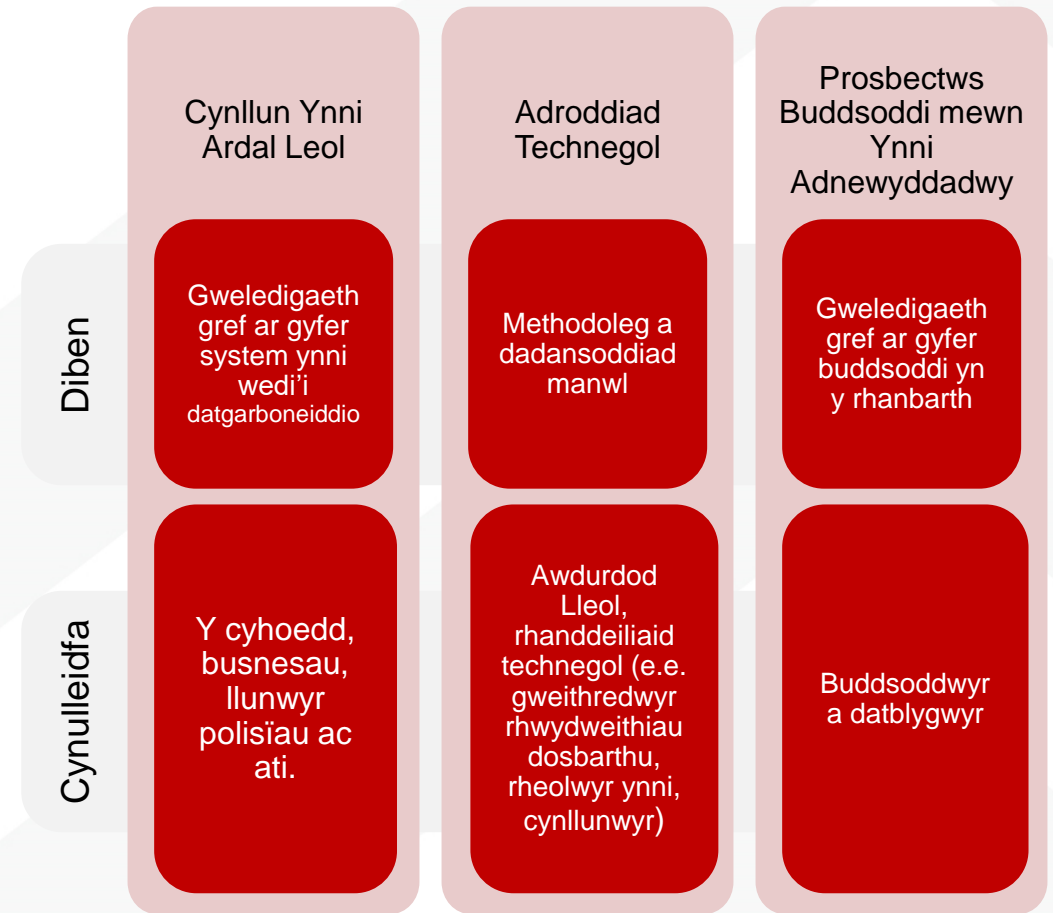 Cynllun Ynni
Ardal Leol
Adroddiad
Technegol
Prosbectws
Buddsoddi mewn
Ynni
Adnewyddadwy
Diben
Gweledigaeth
gref ar gyfer
system ynni
wedi’i
datgarboneiddio
Methodoleg a
dadansoddiad
manwl
Gweledigaeth
gref ar gyfer
buddsoddi yn
y rhanbarth
Cynulleidfa
Y cyhoedd,
busnesau,
llunwyr
polisïau ac
ati.
Awdurdod
Lleol,
rhanddeiliaid
technegol (e.e.
gweithredwyr
rhwydweithiau
dosbarthu,
rheolwyr ynni,
cynllunwyr)
Buddsoddwyr
a datblygwyr